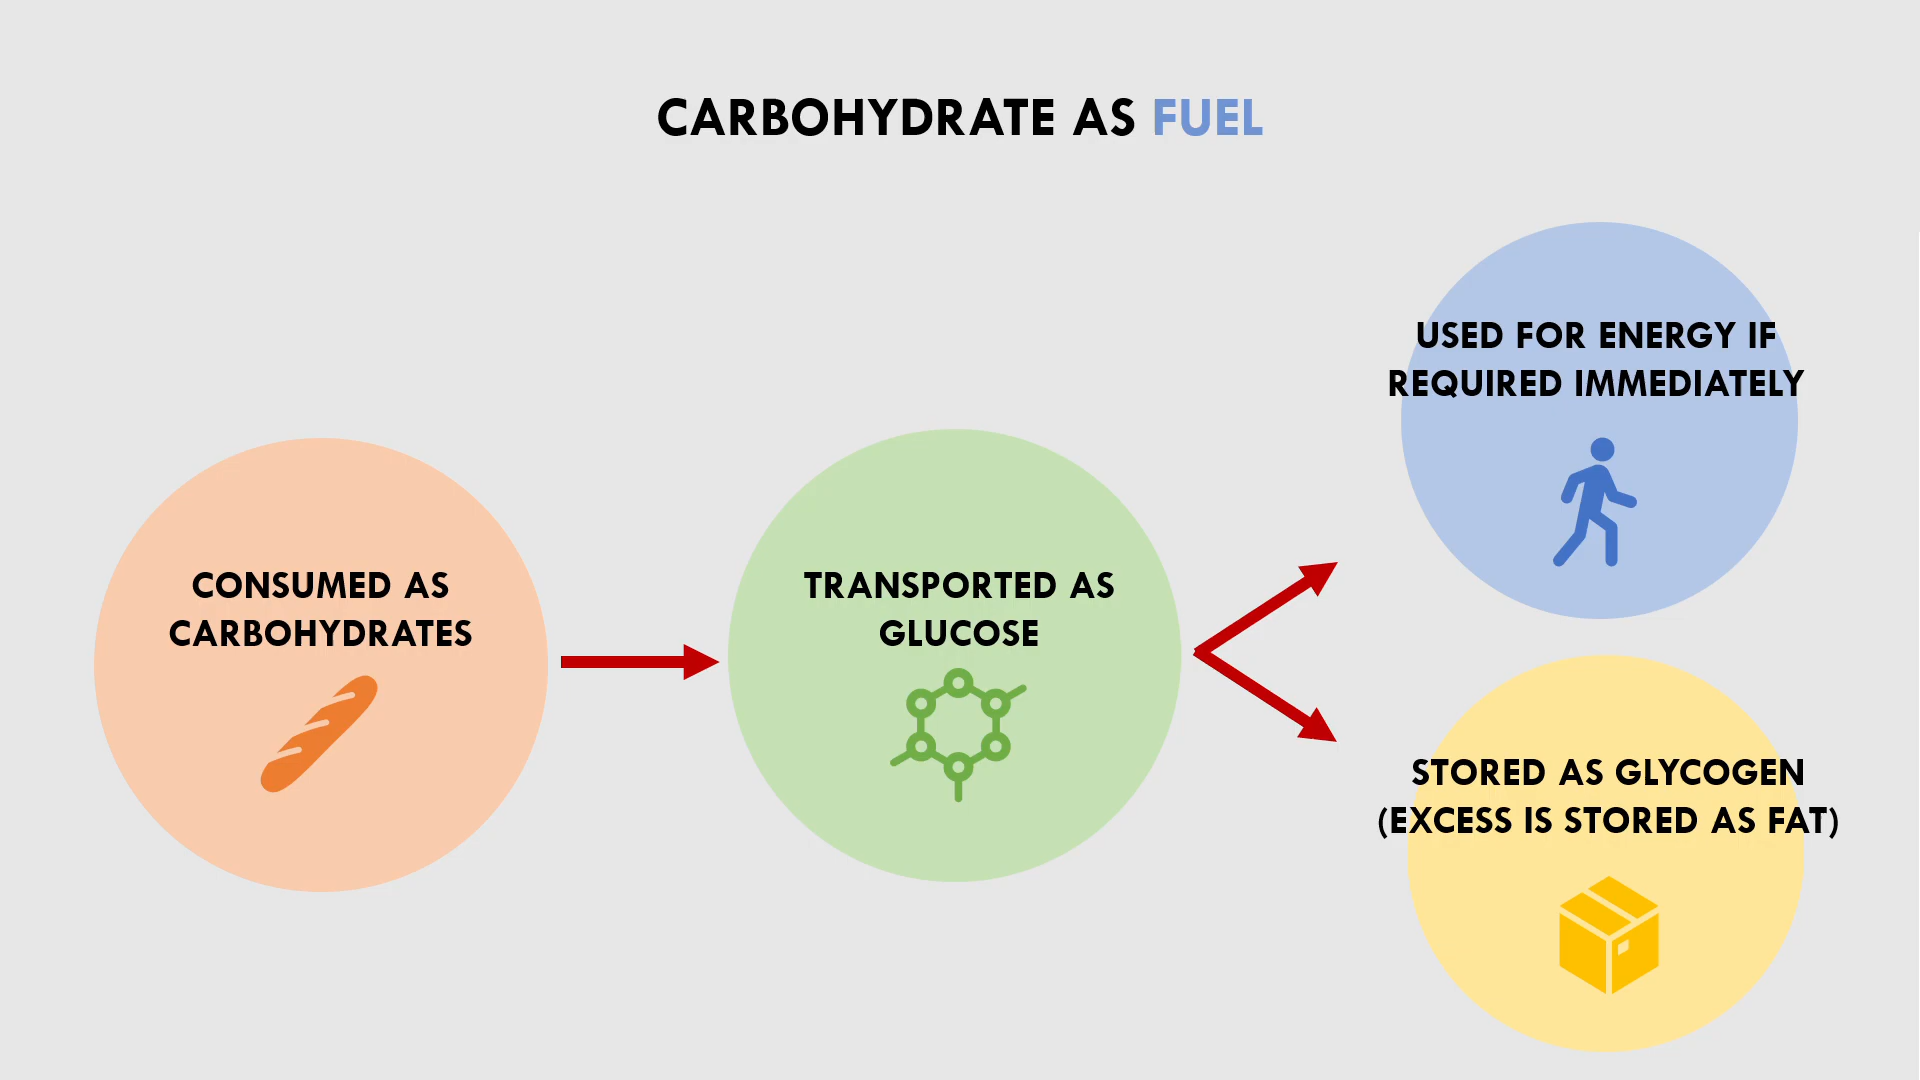 CARBOHYDRATE AS FUEL
CONSUMED AS
CARBOHYDRATES
TRANSPORTED AS
GLUCOSE
USED FOR ENERGY IF
REQUIRED IMMEDIATELY
STORED AS GLYCOGEN
(EXCESS IS STORED AS FAT)